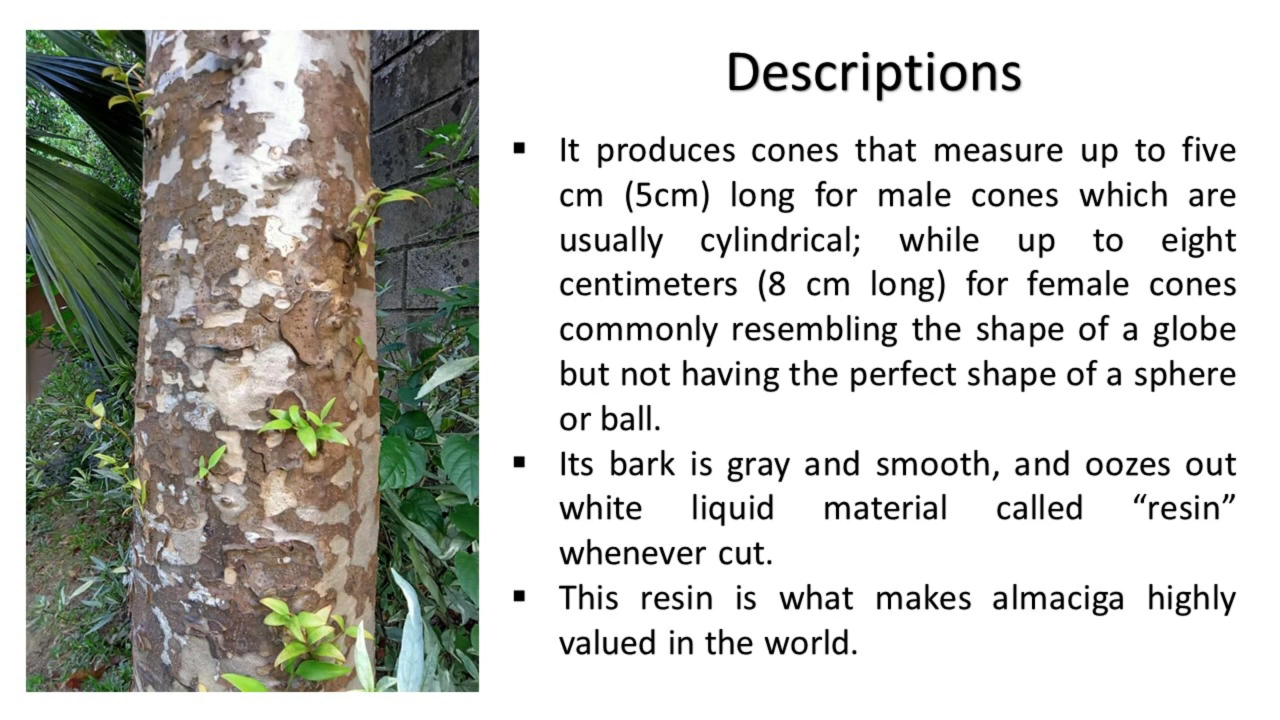 Descriptions
▪ It produces cones that measure up to five
cm (5cm) long for male cones which are
usually cylindrical; while up to eight
centimeters (8 cm long) for female cones
commonly resembling the shape of a globe
but not having the perfect shape of a sphere
or ball.
▪ Its bark is gray and smooth, and oozes out
white liquid material called “resin”
whenever cut.
▪ This resin is what makes almaciga highly
valued in the world.